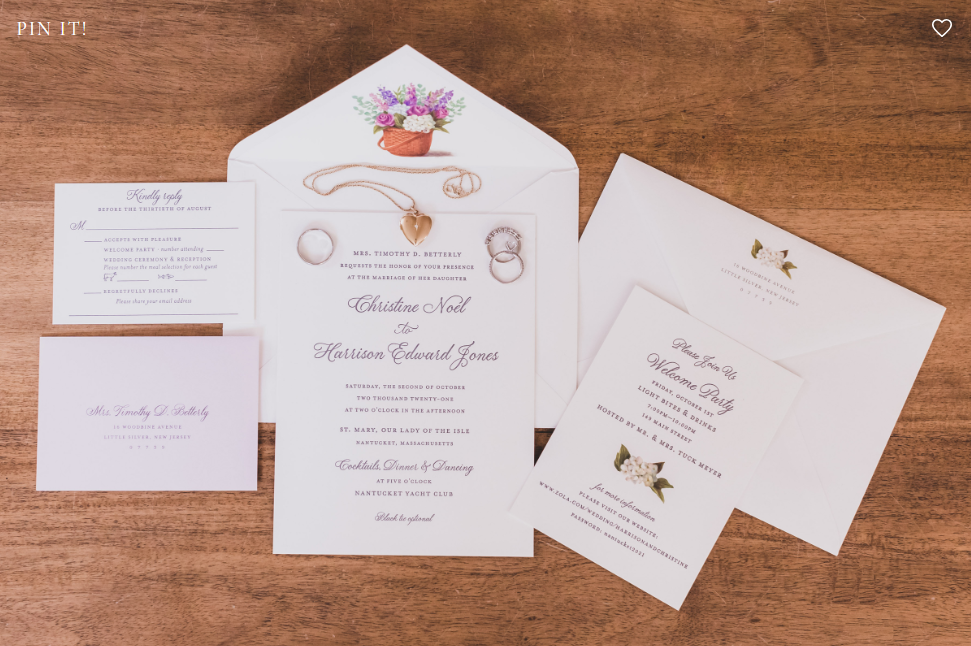 PIN IT!
Kindly reply
BEFORE THE THIRTIETH OF AUGUST
M
ACCEPTS WITH PLEASURE
WELCOME PARTY - number attending
WEDDING CEREMONY & RECEPTION
Please number the meal selection for each guest
REGRETFULLY DECLINES
Please share your email address
Mrs. Timothy D. Betterly
10 WOODBINE AVENUE
LITTLE SILVER, NEW JERSEY
07739
MRS. TIMOTHY D. BETTERLY
REQUESTS THE HONOR OF YOUR PRESENCE
AT THE MARRIAGE OF HER DAUGHTER
Christine Noël
to
Harrison Edward Jones
SATURDAY, THE SECOND OF OCTOBER
TWO THOUSAND TWENTY-ONE
AT TWO O'CLOCK IN THE AFTERNOON
ST. MARY, OUR LADY OF THE ISLE
NANTUCKET, MASSACHUSETTS
Cocktails, Dinner & Dancing
AT FIVE O'CLOCK
NANTUCKET YACHT CLUB
Black tie optional
10 WOODBINE AVENUE
LITTLE SILVER, NEW JERSEY
07739
Please Join Us
Welcome Party
FRIDAY, OCTOBER 1ST
LIGHT BITES & DRINKS
7:00PM-10:00PM
MAIN STREET
HOSTED BY MR. & MRS. TUCK MEYER
for more information
PLEASE VISIT OUR WEBSITE:
WWW.ZOLA.COM/WEDDING/HARRISONANDCHRISTINE
PASSWORD: nantucket2021